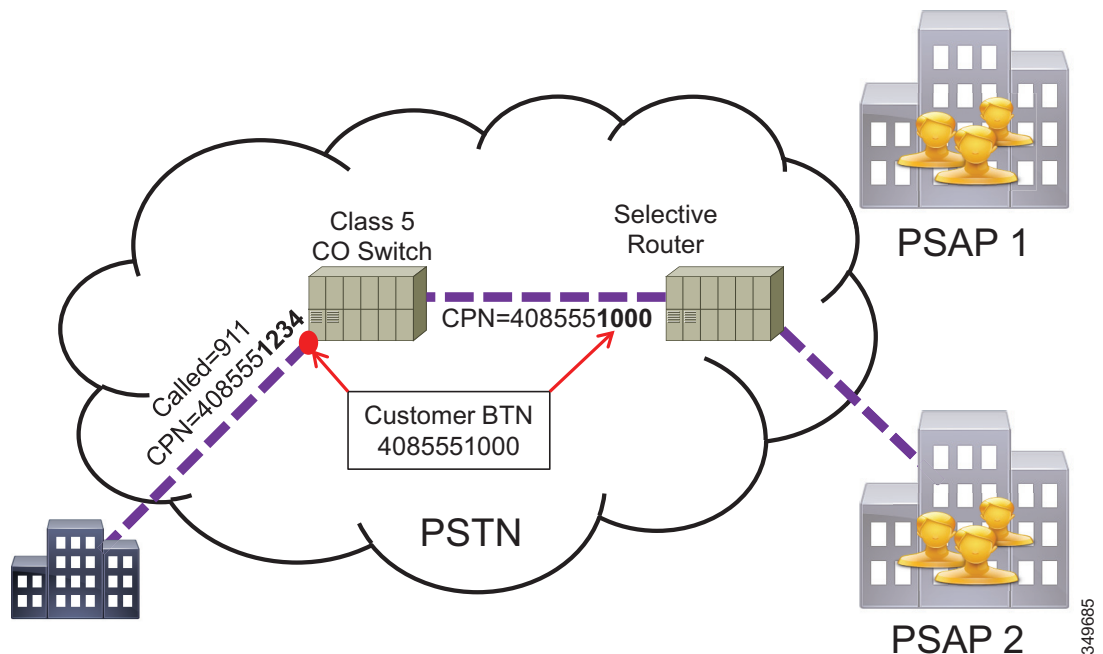 PSAP 1
Class 5
CO Switch
Selective
Router
Called=911
CPN=4085551234
CPN=4085551000
Customer BTN
4085551000
PSTN
PSAP 2
349685